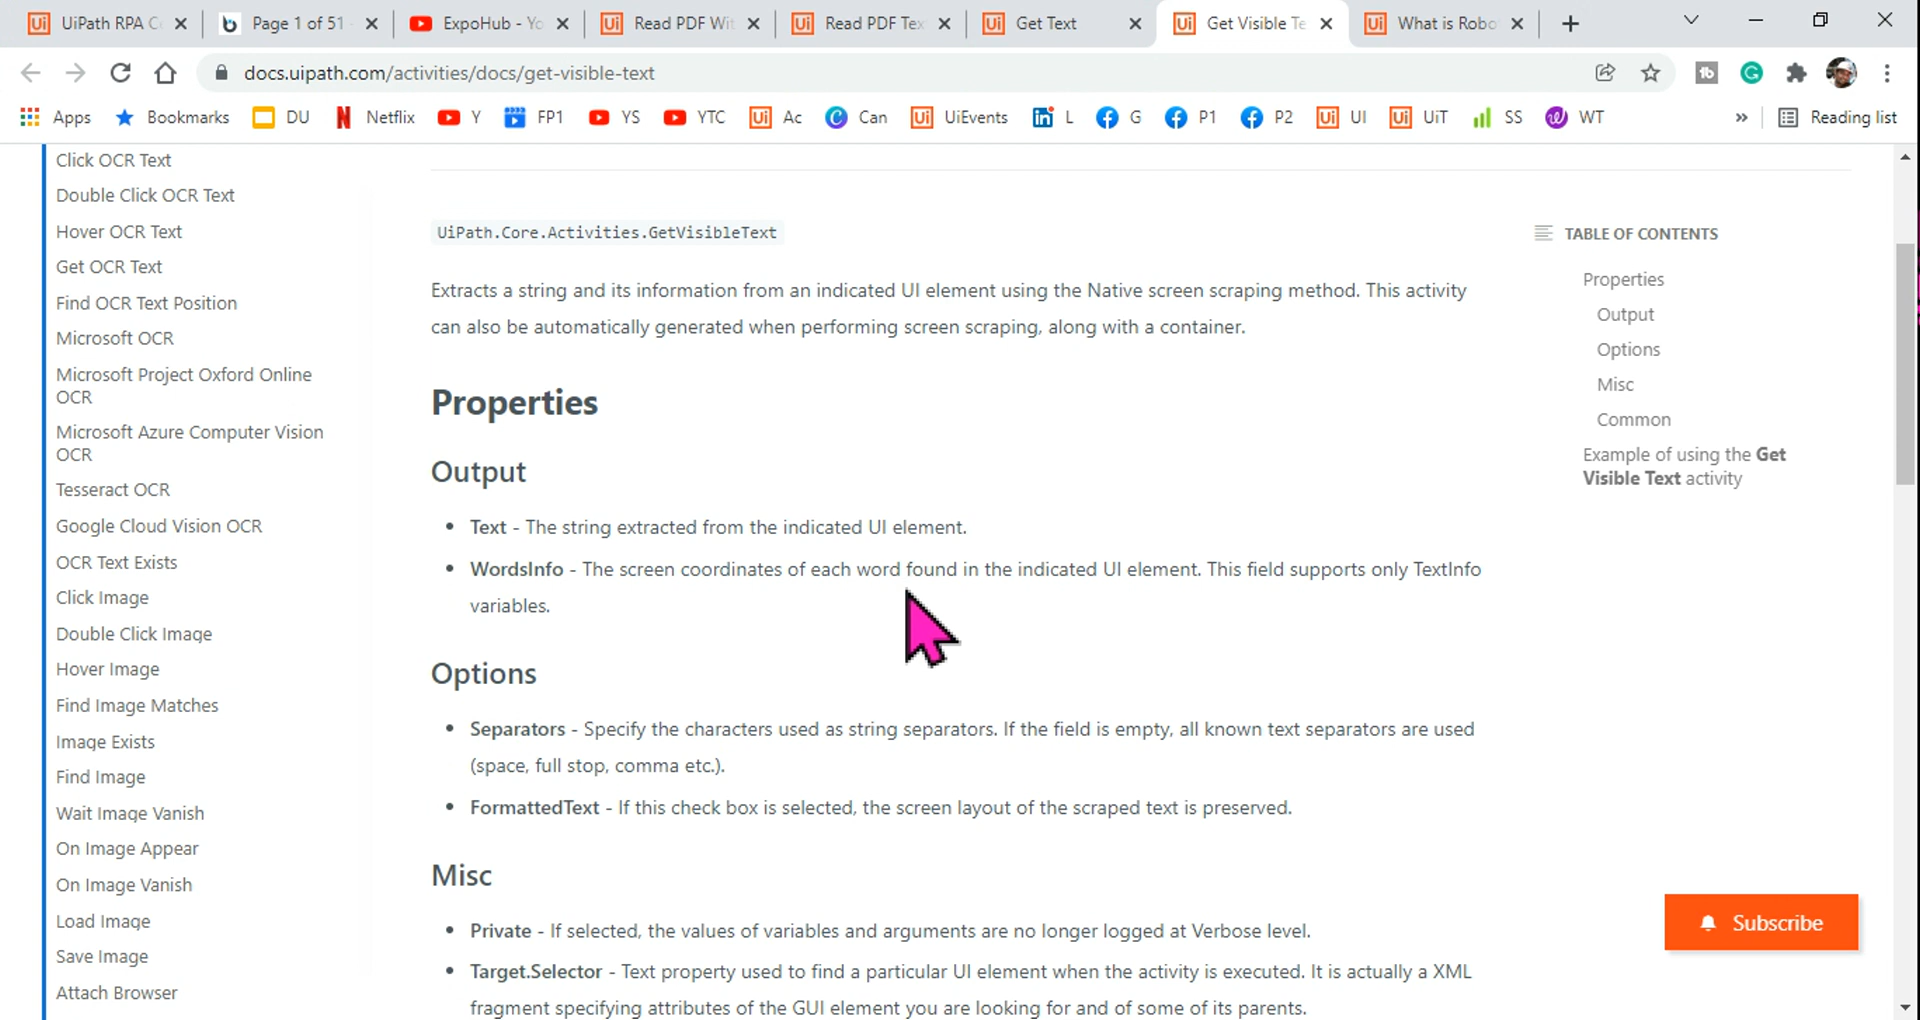 UiPath RPA C
Page 1 of 51
ExpoHub - Yo
Read PDF Wi
Read PDF Tex
Get Text
Get Visible Te
What is Robo
docs.uipath.com/activities/docs/get-visible-text
Apps
Bookmarks
DU
Netflix
Y
FP1
YS
YTC
Ac
Can
UiEvents
L
G
P1
P2
UI
UiT
SS
WT
»
Reading list
Click OCR Text
Double Click OCR Text
Hover OCR Text
Get OCR Text
Find OCR Text Position
Microsoft OCR
Microsoft Project Oxford Online
OCR
Microsoft Azure Computer Vision
OCR
Tesseract OCR
Google Cloud Vision OCR
OCR Text Exists
Click Image
Double Click Image
Hover Image
Find Image Matches
Image Exists
Find Image
Wait Image Vanish
On Image Appear
On Image Vanish
Load Image
Save Image
Attach Browser
UiPath.Core.Activities.GetVisibleText
Extracts a string and its information from an indicated UI element using the Native screen scraping method. This activity
can also be automatically generated when performing screen scraping, along with a container.
Properties
Output
• Text - The string extracted from the indicated UI element.
• WordsInfo - The screen coordinates of each word found in the indicated UI element. This field supports only TextInfo
variables.
Options
• Separators - Specify the characters used as string separators. If the field is empty, all known text separators are used
(space, full stop, comma etc.).
• FormattedText - If this check box is selected, the screen layout of the scraped text is preserved.
Misc
• Private - If selected, the values of variables and arguments are no longer logged at Verbose level.
• Target.Selector - Text property used to find a particular UI element when the activity is executed. It is actually a XML
fragment specifying attributes of the GUI element you are looking for and of some of its parents.
TABLE OF CONTENTS
Properties
Output
Options
Misc
Common
Example of using the Get
Visible Text activity
Subscribe